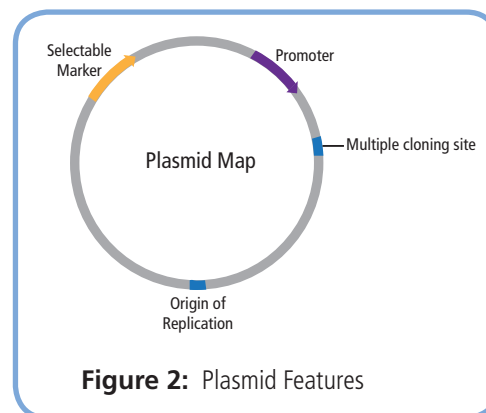 Selectable
Marker
Promoter
Multiple cloning site
Plasmid Map
Origin of
Replication
Figure 2: Plasmid Features